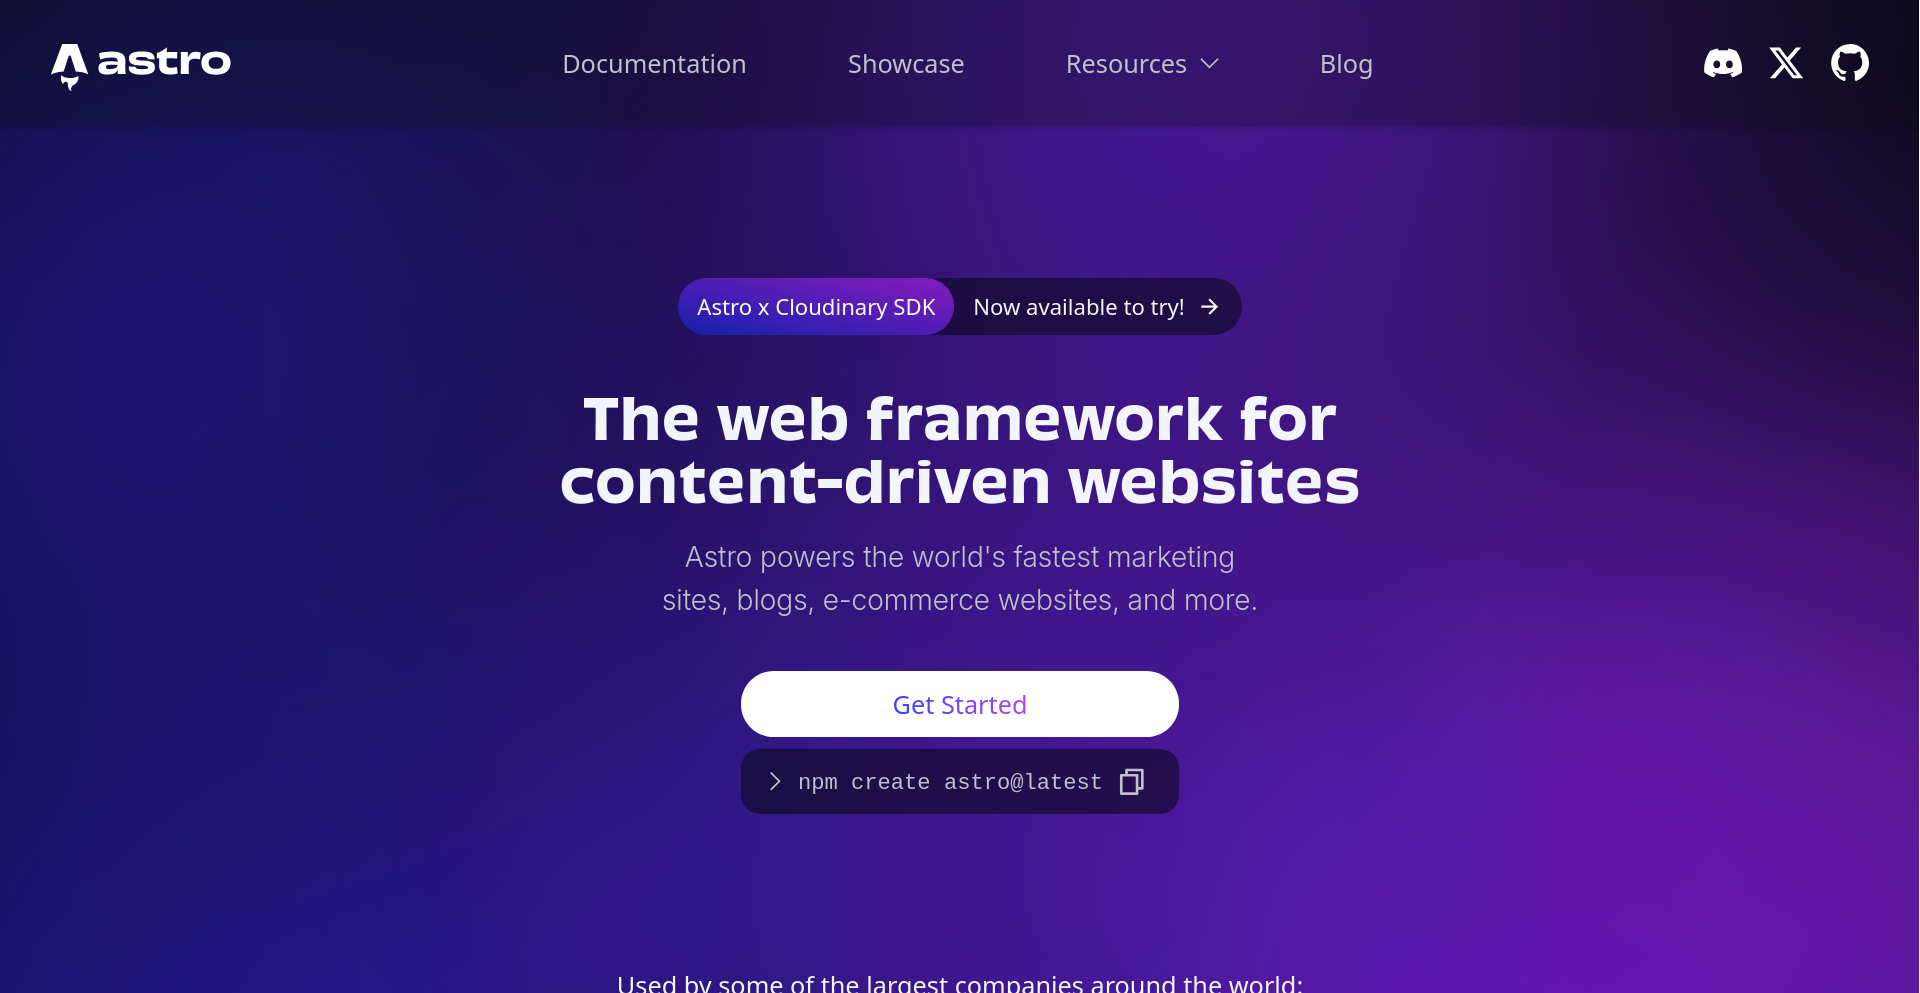 astro
Documentation
Showcase
Resources
Blog
Astro x Cloudinary SDK
Now available to try!
The web framework for
content-driven websites
Astro powers the world's fastest marketing
sites, blogs, e-commerce websites, and more.
Get Started
npm create astro@latest
Used by some of the largest companies around the world: